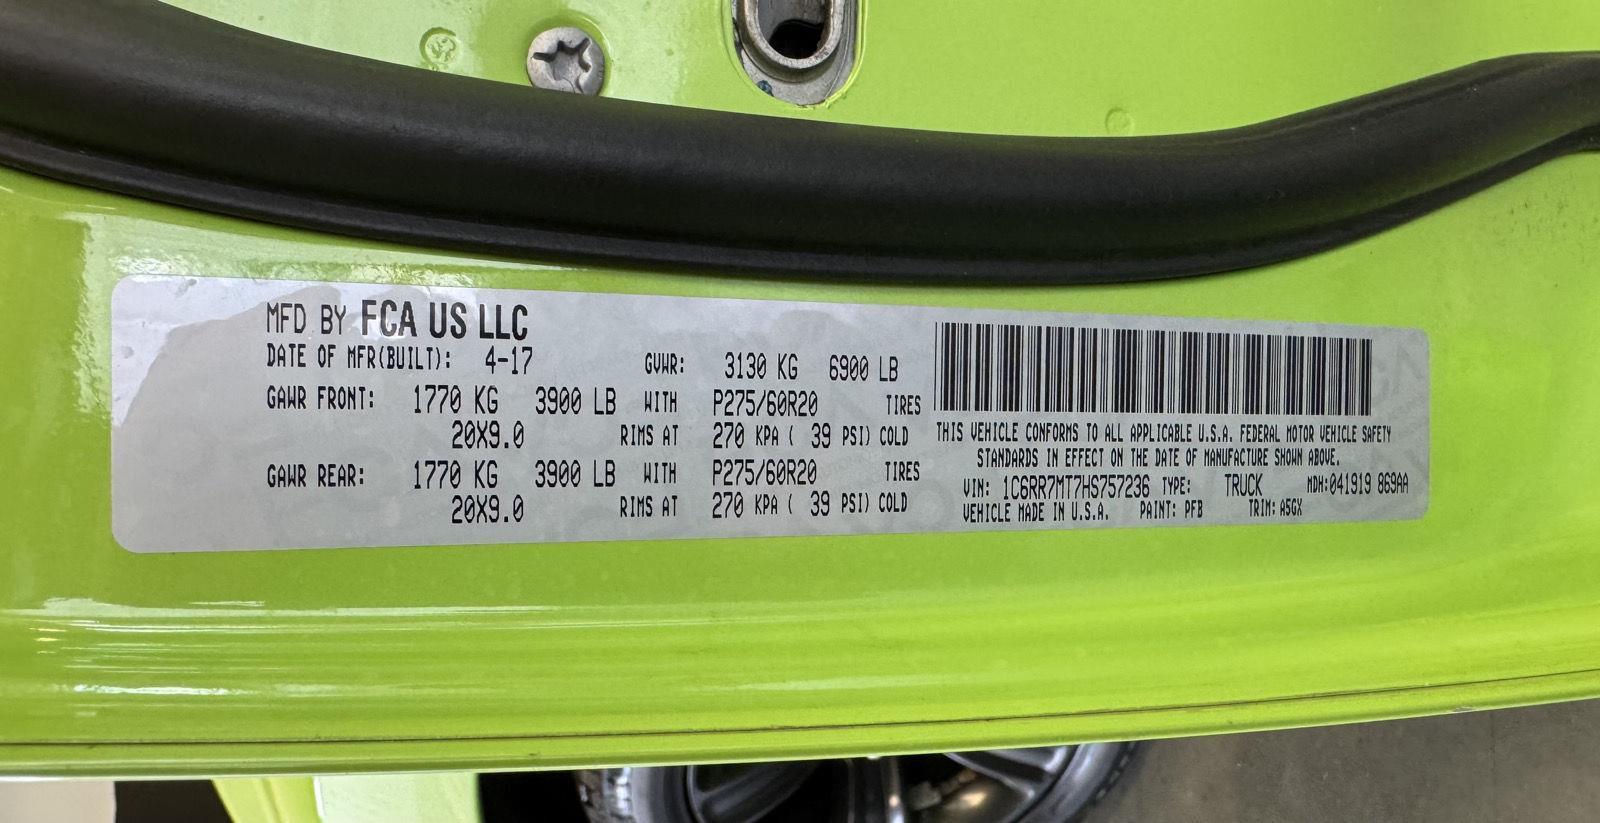 MFD BY FCA US LLC
DATE OF MFR(BUILT): 4-17 GVWR: 3130 KG 6900 LB
GAWR FRONT: 1770 KG 3900 LB WITH P275/60R20 TIRES
20X9.0 RIMS AT 270 KPA ( 39 PSI) COLD
GAWR REAR: 1770 KG 3900 LB WITH P275/60R20 TIRES
20X9.0 RIMS AT 270 KPA ( 39 PSI) COLD
THIS VEHICLE CONFORMS TO ALL APPLICABLE U.S.A. FEDERAL MOTOR VEHICLE SAFETY
STANDARDS IN EFFECT ON THE DATE OF MANUFACTURE SHOWN ABOVE.
VIN: 1C6RR7MT7HS757236 TYPE: TRUCK MDH:041919 869AA
VEHICLE MADE IN U.S.A. PAINT: PFB TRIM: A5GX